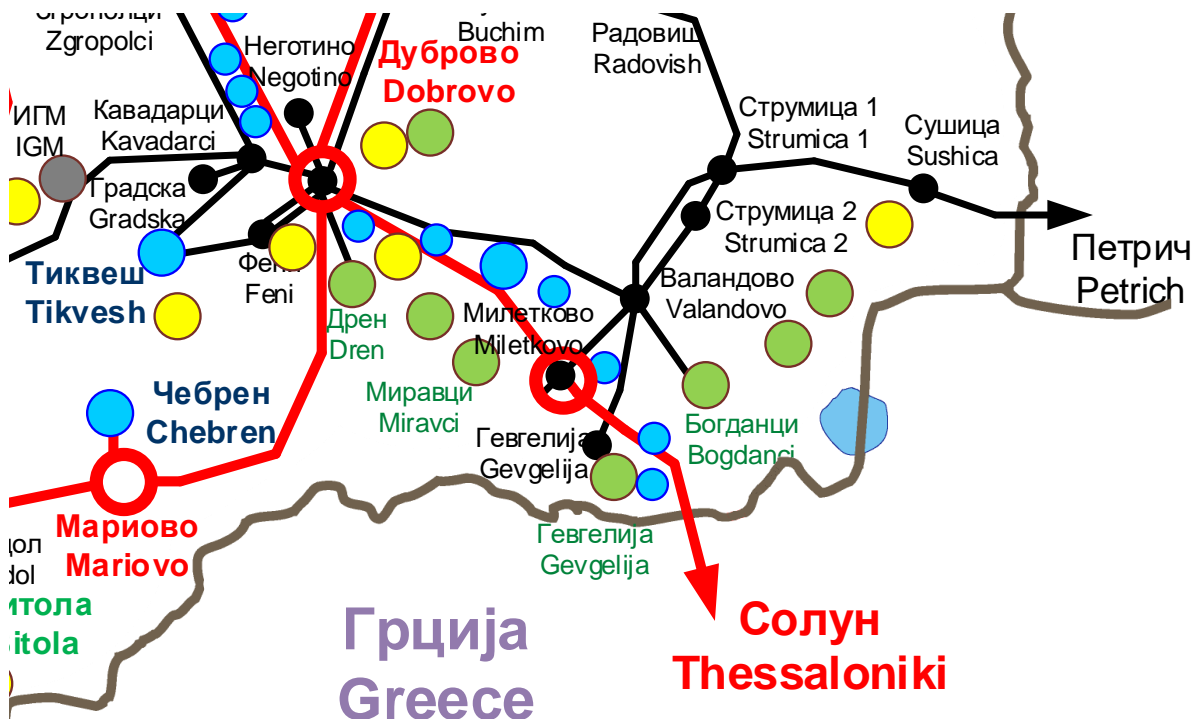 Zgropolci
Buchim
Радовиш
Radovish
Неготино
Negotino
Дуброво
Dobrovo
ИГМ
IGM
Кавадарци
Kavadarci
Струмица 1
Strumica 1
Сушица
Sushica
Градска
Gradska
Струмица 2
Strumica 2
Петрич
Petrich
Тиквеш
Tikvesh
Фени
Feni
Валандово
Valandovo
Милетково
Miletkovo
Дрен
Dren
Миравци
Miravci
Чебрен
Chebren
Богданци
Bogdanci
Гевгелија
Gevgelija
Мариово
Mariovo
Гевгелија
Gevgelija
Грција
Greece
Солун
Thessaloniki